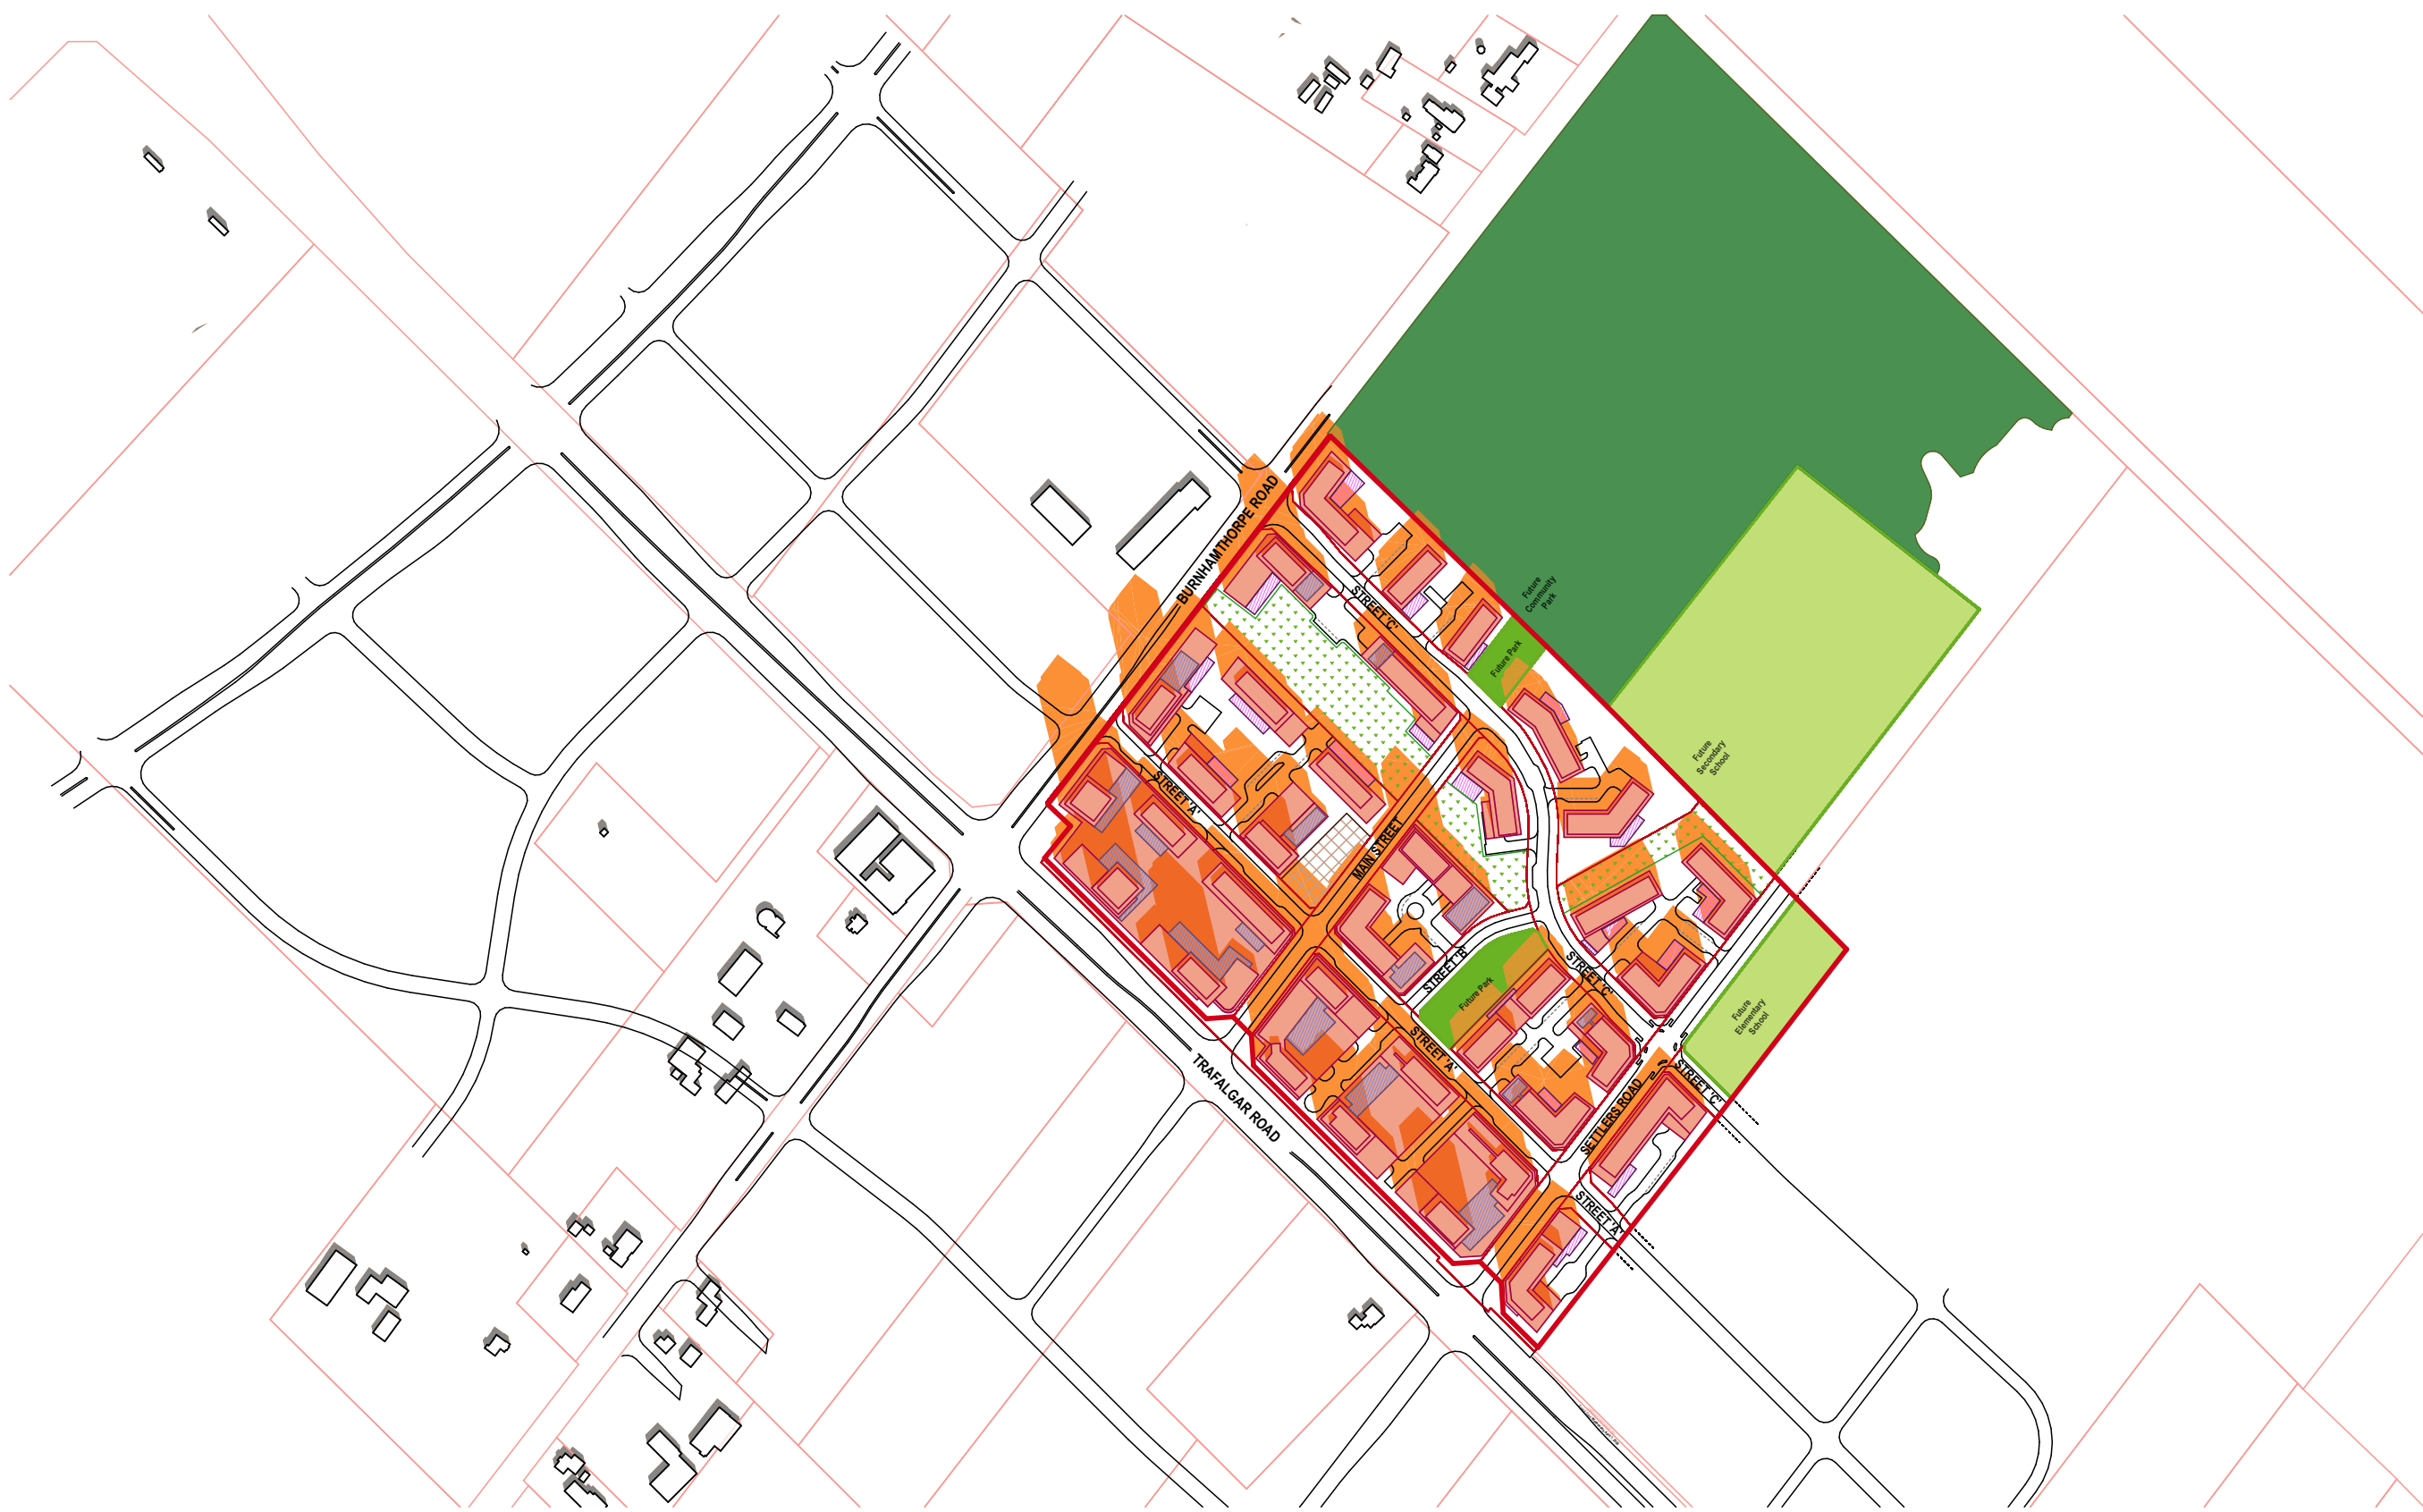 BURNHAMTHORPE ROAD
STREET 'C'
Future
Community
Park
Future Park
Future
Secondary
School
STREET 'A'
MAIN STREET
STREET 'B'
Future Park
STREET 'C'
Future
Elementary
School
STREET 'A'
TRAFALGAR ROAD
SETTLERS ROAD
STREET 'C'
STREET 'A'